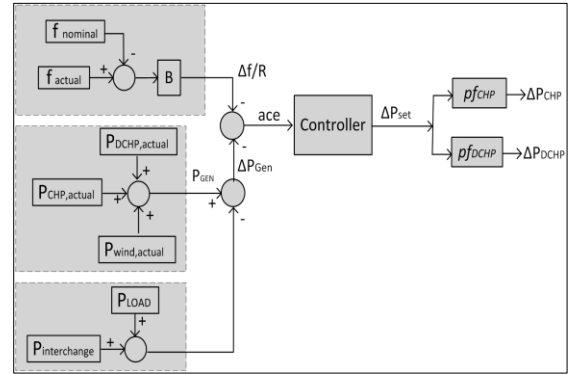 f nominal
-
+
f actual
B
Δf/R
-
ace
Controller
ΔPset
pfCHP
ΔPCHP
pfDCHP
ΔPDCHP
-
ΔPGen
PDCHP,actual
+
PCHP,actual
+
+
Pwind,actual
PGEN
+
-
PLOAD
+
Pinterchange
+